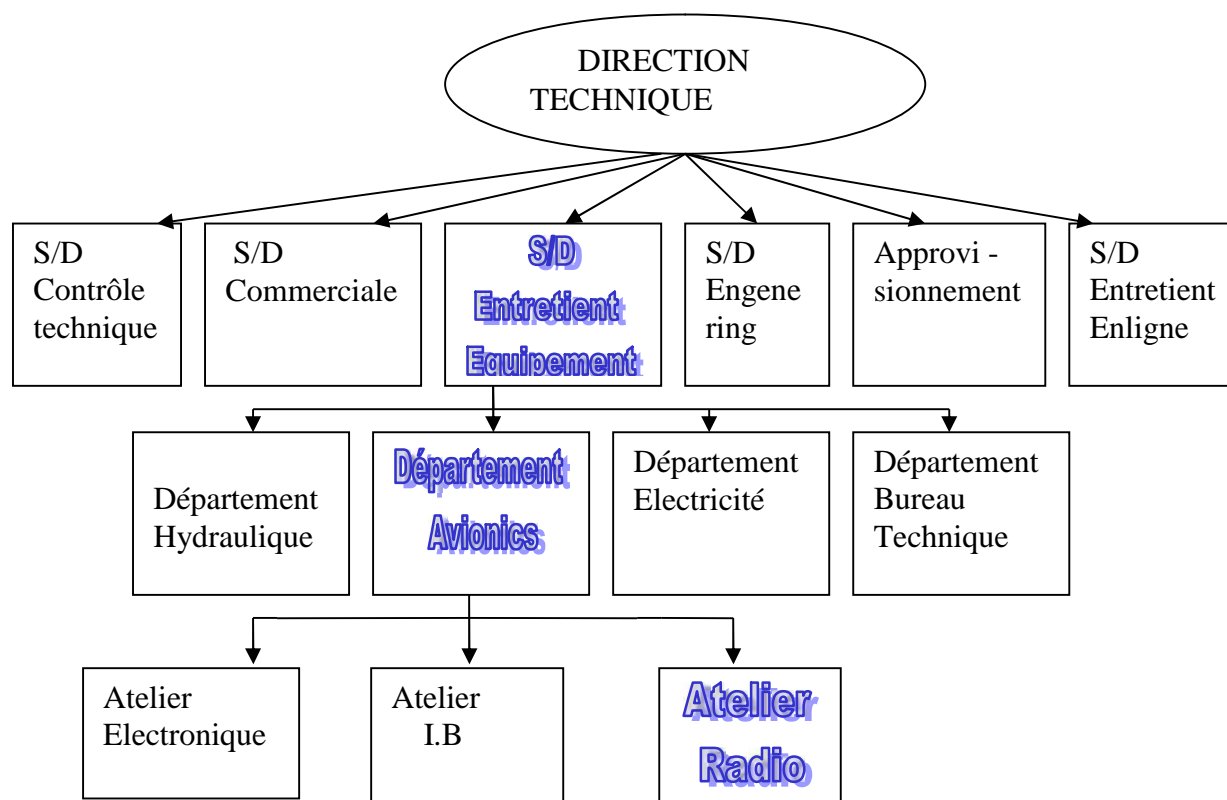 DIRECTION
TECHNIQUE
S/D
Contrôle
technique
S/D
Commerciale
S/D
Entretient
Equipement
S/D
Engene
ring
Approvi -
sionnement
S/D
Entretient
Enligne
Département
Hydraulique
Département
Avionics
Département
Electricité
Département
Bureau
Technique
Atelier
Electronique
Atelier
I.B
Atelier
Radio